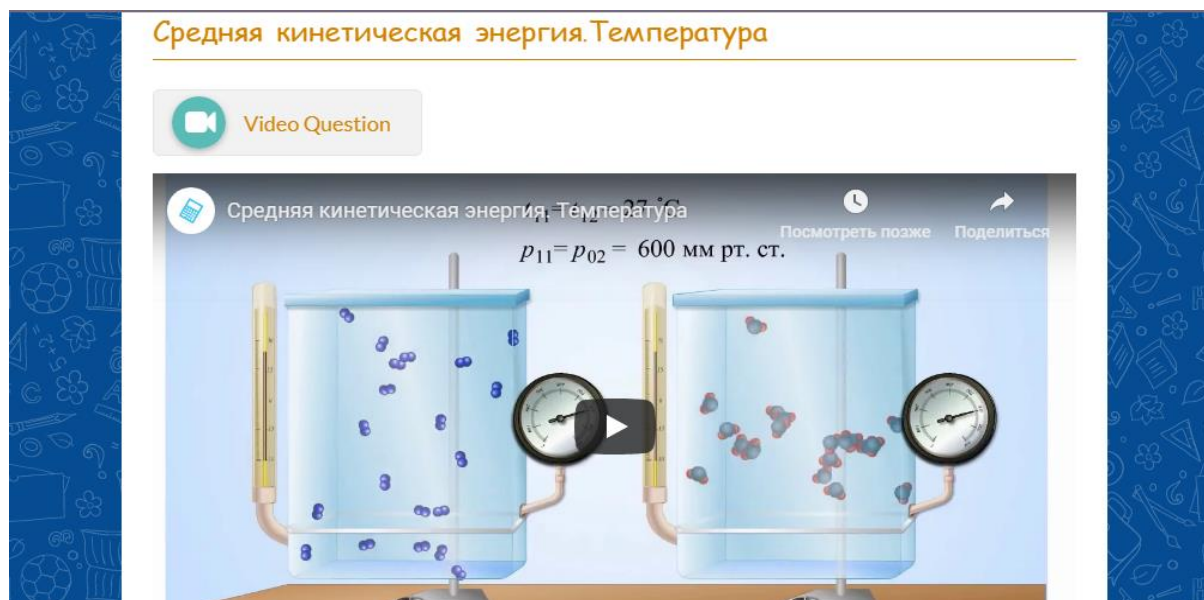 Средняя кинетическая энергия.Температура
Video Question
Средняя кинетическая энергия. Температура
Посмотреть позже
Поделиться
p11= p02 = 600 мм рт. ст.